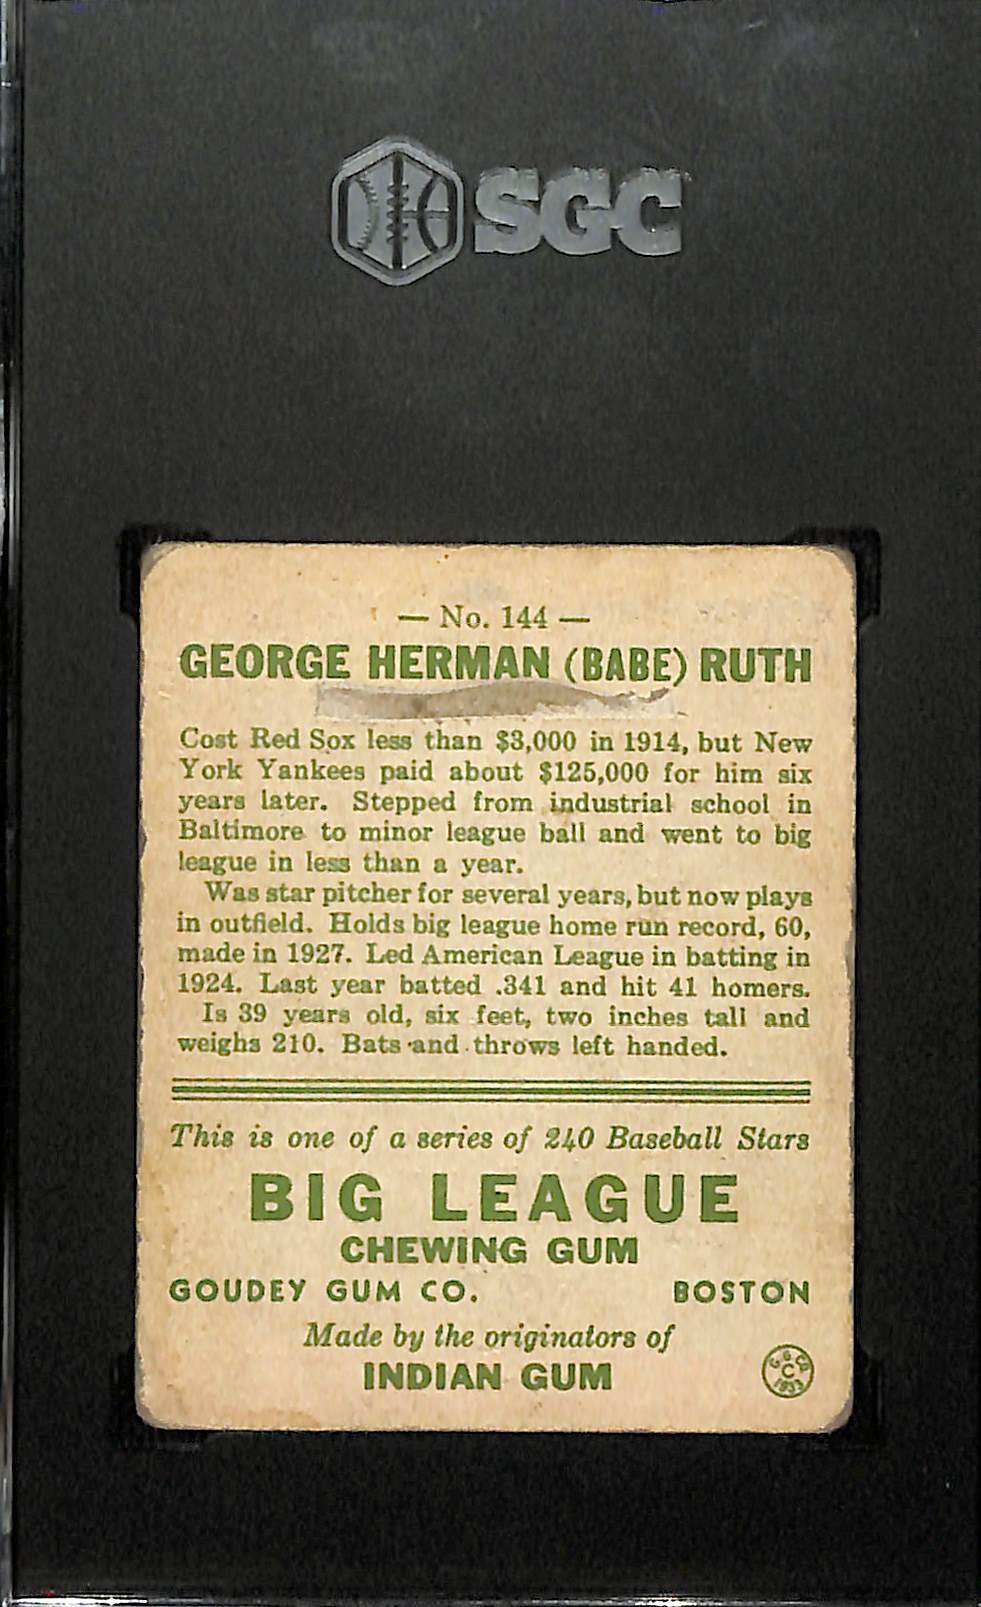 SGC
— No. 144 —
GEORGE HERMAN (BABE) RUTH
Cost Red Sox less than $3,000 in 1914, but New
York Yankees paid about $125,000 for him six
years later. Stepped from industrial school in
Baltimore to minor league ball and went to big
league in less than a year.
Was star pitcher for several years, but now plays
in outfield. Holds big league home run record, 60,
made in 1927. Led American League in batting in
1924. Last year batted .341 and hit 41 homers.
Is 39 years old, six feet, two inches tall and
weighs 210. Bats and throws left handed.
This is one of a series of 240 Baseball Stars
BIG LEAGUE
CHEWING GUM
GOUDEY GUM CO. BOSTON
Made by the originators of
INDIAN GUM
G. G. Co.
C
1933